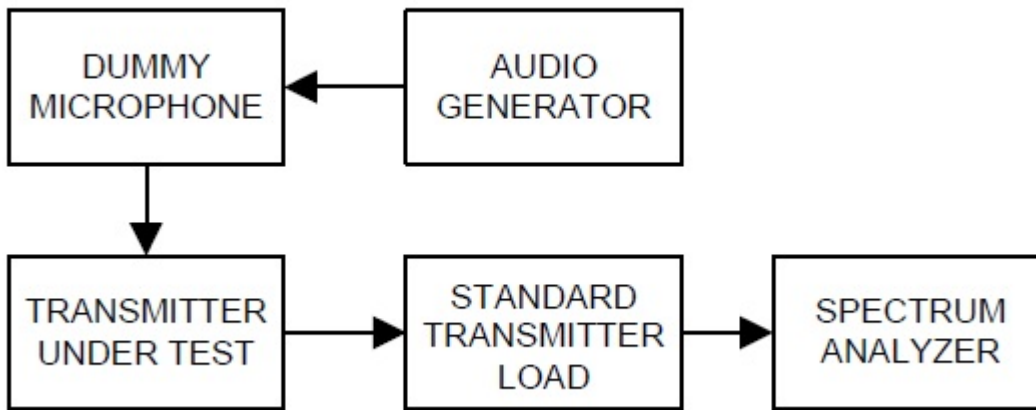 DUMMY
MICROPHONE
AUDIO
GENERATOR
TRANSMITTER
UNDER TEST
STANDARD
TRANSMITTER
LOAD
SPECTRUM
ANALYZER